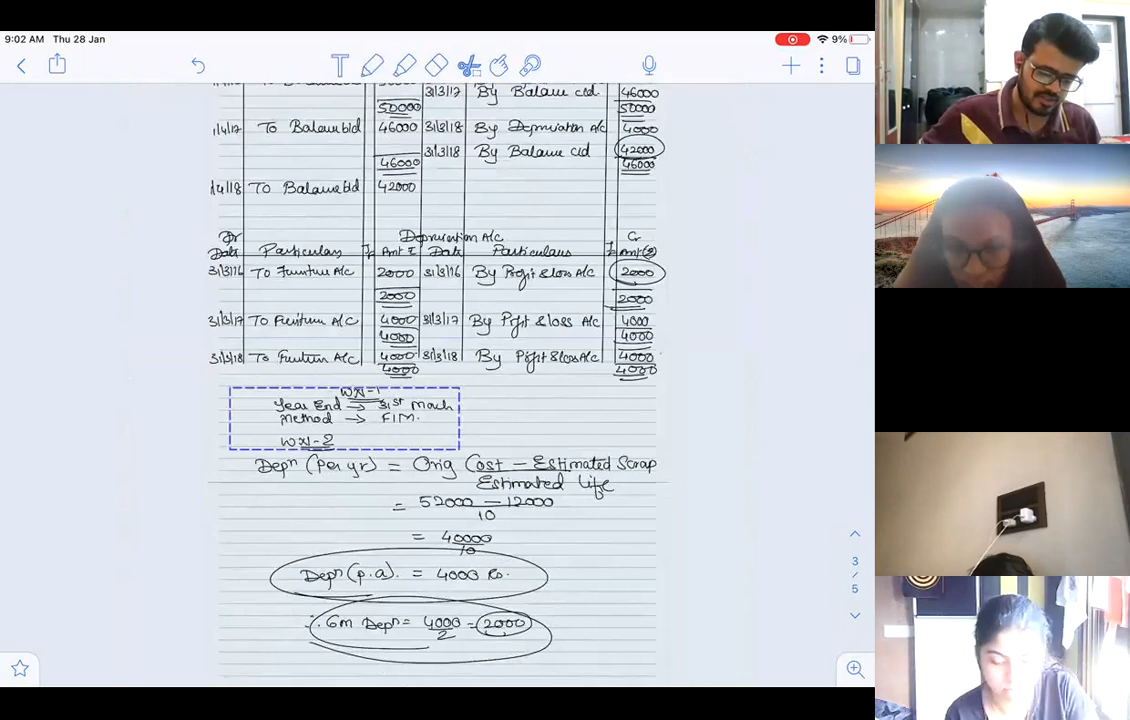 9:02 AM Thu 28 Jan 9%
31/3/17 By Balance c/d 46000
50000 50000
1/4/17 To Balance b/d 46000 31/3/18 By Depreciation A/c 4000
31/3/18 By Balance c/d 42000
46000 46000
1/4/18 To Balance b/d 42000
Dr Depreciation A/c Cr
Date Particulars Jf Amt ₹ Date Particulars Jf Amt(₹)
31/3/16 To Furniture A/c 2000 31/3/16 By Profit & loss A/c 2000
2000 2000
31/3/17 To Furniture A/c 4000 31/3/17 By Poft & loss A/c 4000
4000 4000
31/3/18 To Furniture A/c 4000 31/3/18 By Poft & loss A/c 4000
4000 4000
WN-1
Year End → 31st March
Method → FIM.
WN-2
Depn (per yr) = Orig Cost - Estimated Scrap
Estimated life
= 52000 - 12000
10
= 40000
10
Depn (p.a). = 4000 Rs.
∴ 6m Depn = 4000 = 2000
2
3
/
5